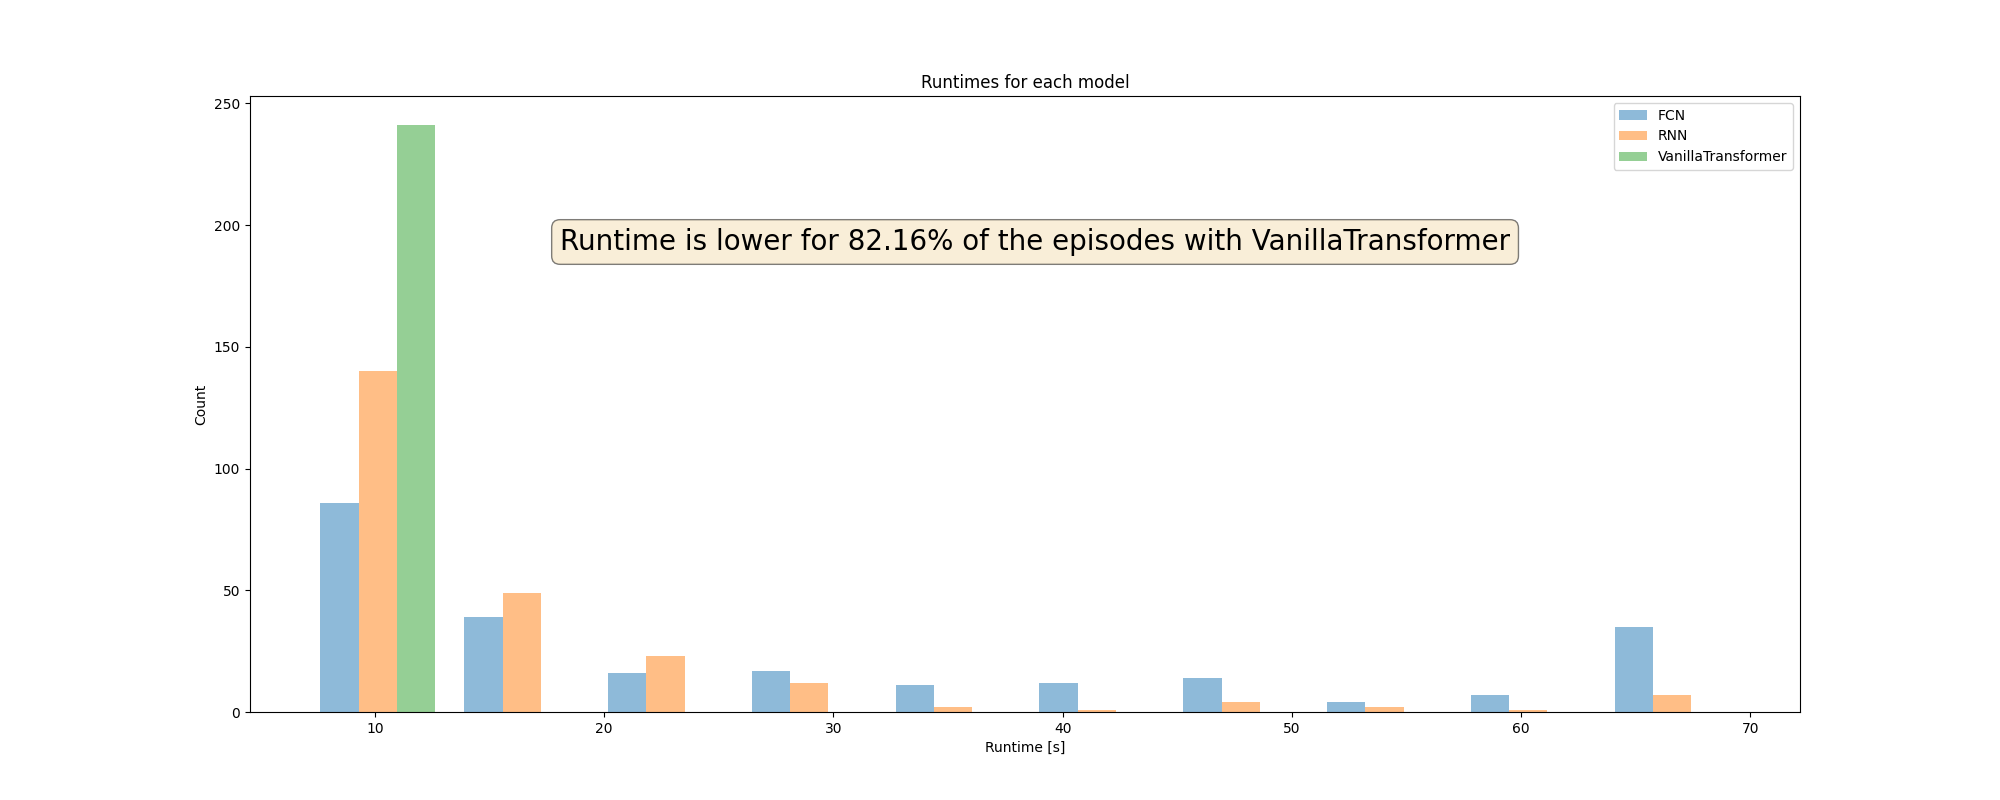 Runtimes for each model
250
200
150
100
50
0
Count
FCN
RNN
VanillaTransformer
Runtime is lower for 82.16% of the episodes with VanillaTransformer
10
20
30
40
50
60
70
Runtime [s]